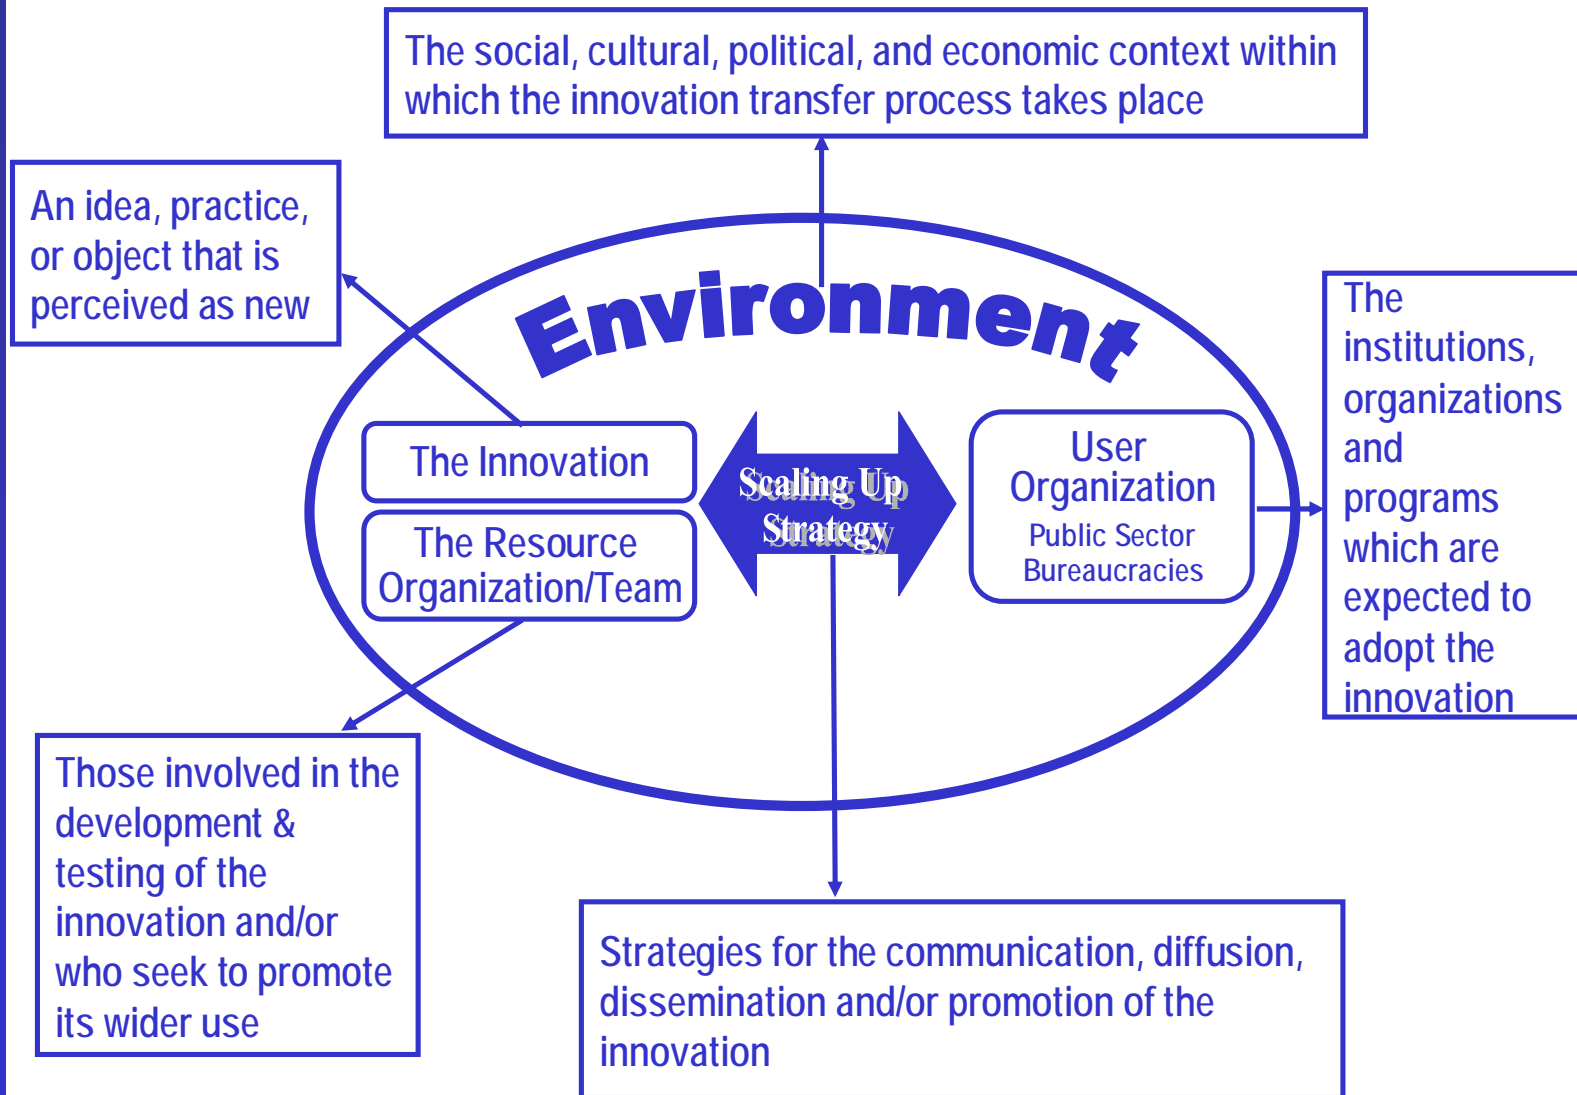 The social, cultural, political, and economic context within
which the innovation transfer process takes place
An idea, practice,
or object that is
perceived as new
Environment
The
institutions,
organizations
and
programs
which are
expected to
adopt the
innovation
The Innovation
The Resource
Organization/Team
Scaling Up
Strategy
User
Organization
Public Sector
Bureaucracies
Those involved in the
development &
testing of the
innovation and/or
who seek to promote
its wider use
Strategies for the communication, diffusion,
dissemination and/or promotion of the
innovation